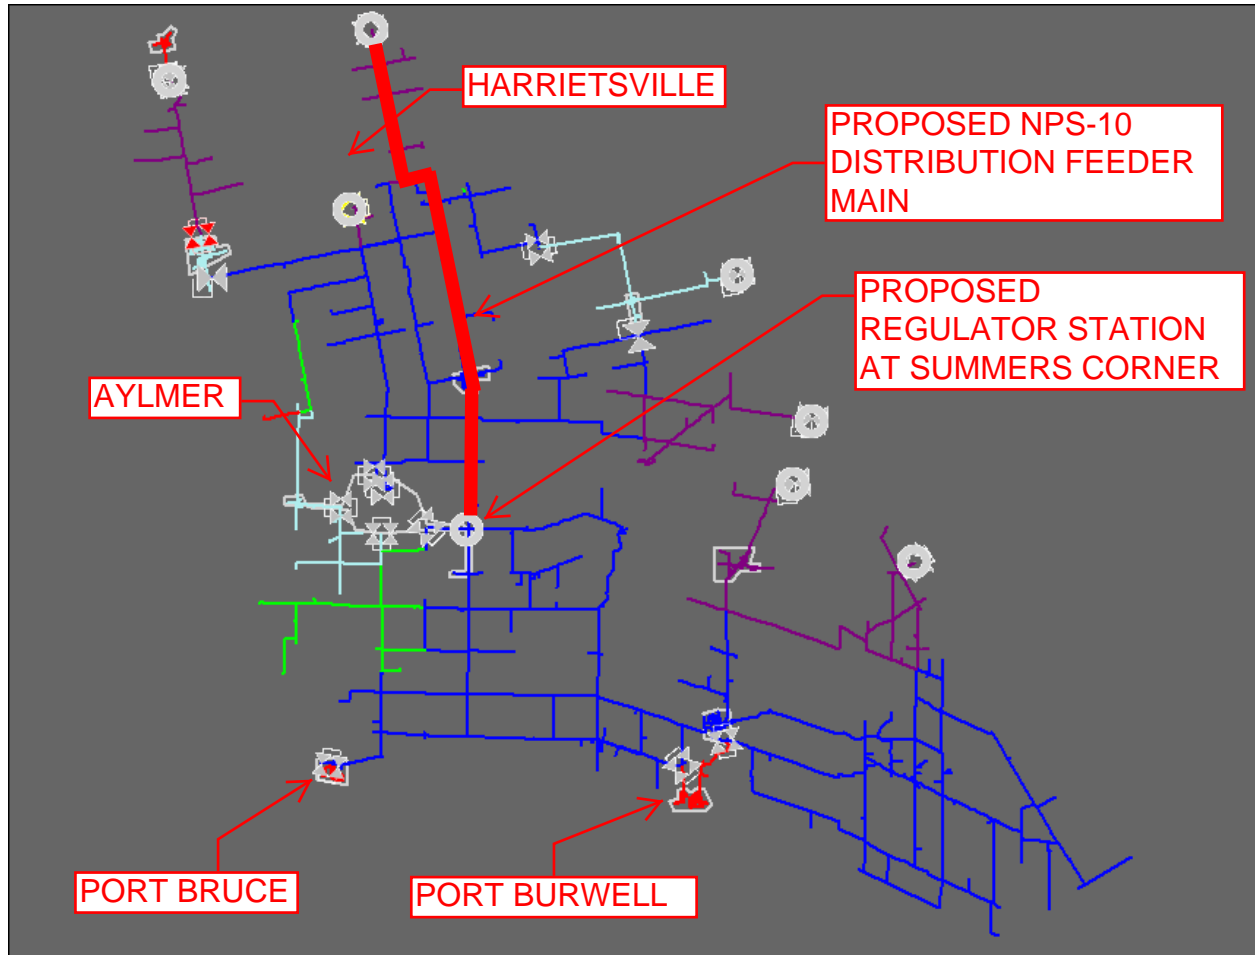 HARRIETSVILLE
PROPOSED NPS-10
DISTRIBUTION FEEDER
MAIN
PROPOSED
REGULATOR STATION
AT SUMMERS CORNER
AYLMER
PORT BRUCE
PORT BURWELL